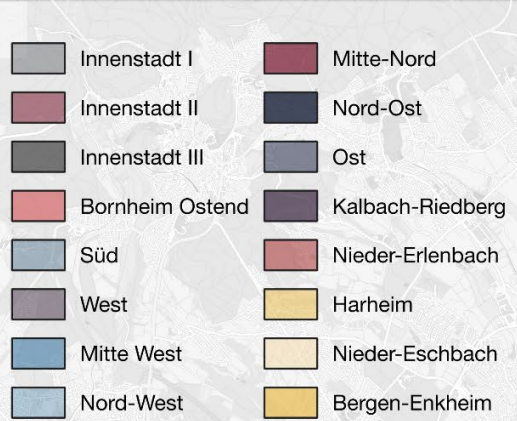 Innenstadt I
Innenstadt II
Innenstadt III
Bornheim Ostend
Süd
West
Mitte West
Nord-West
Mitte-Nord
Nord-Ost
Ost
Kalbach-Riedberg
Nieder-Erlenbach
Harheim
Nieder-Eschbach
Bergen-Enkheim